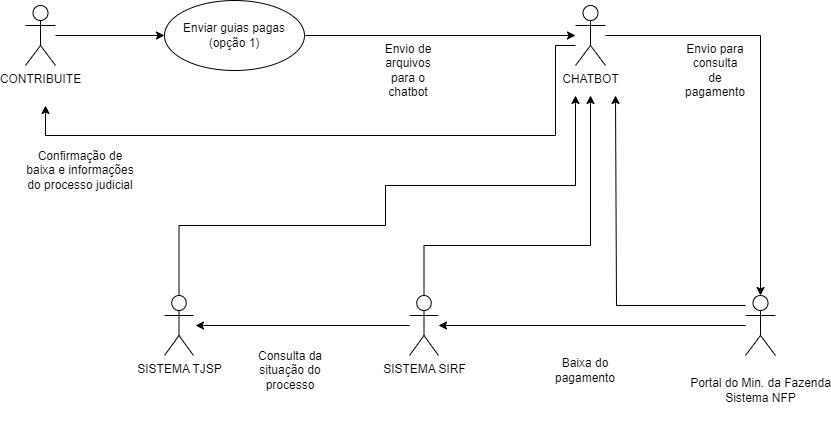 Enviar guias pagas
(opção 1)
CONTRIBUITE
Envio de
arquivos
para o
chatbot
CHATBOT
Envio para
consulta
de
pagamento
Confirmação de
baixa e informações
do processo judicial
SISTEMA TJSP
Consulta da
situação do
processo
SISTEMA SIRF
Baixa do
pagamento
Portal do Min. da Fazenda
Sistema NFP